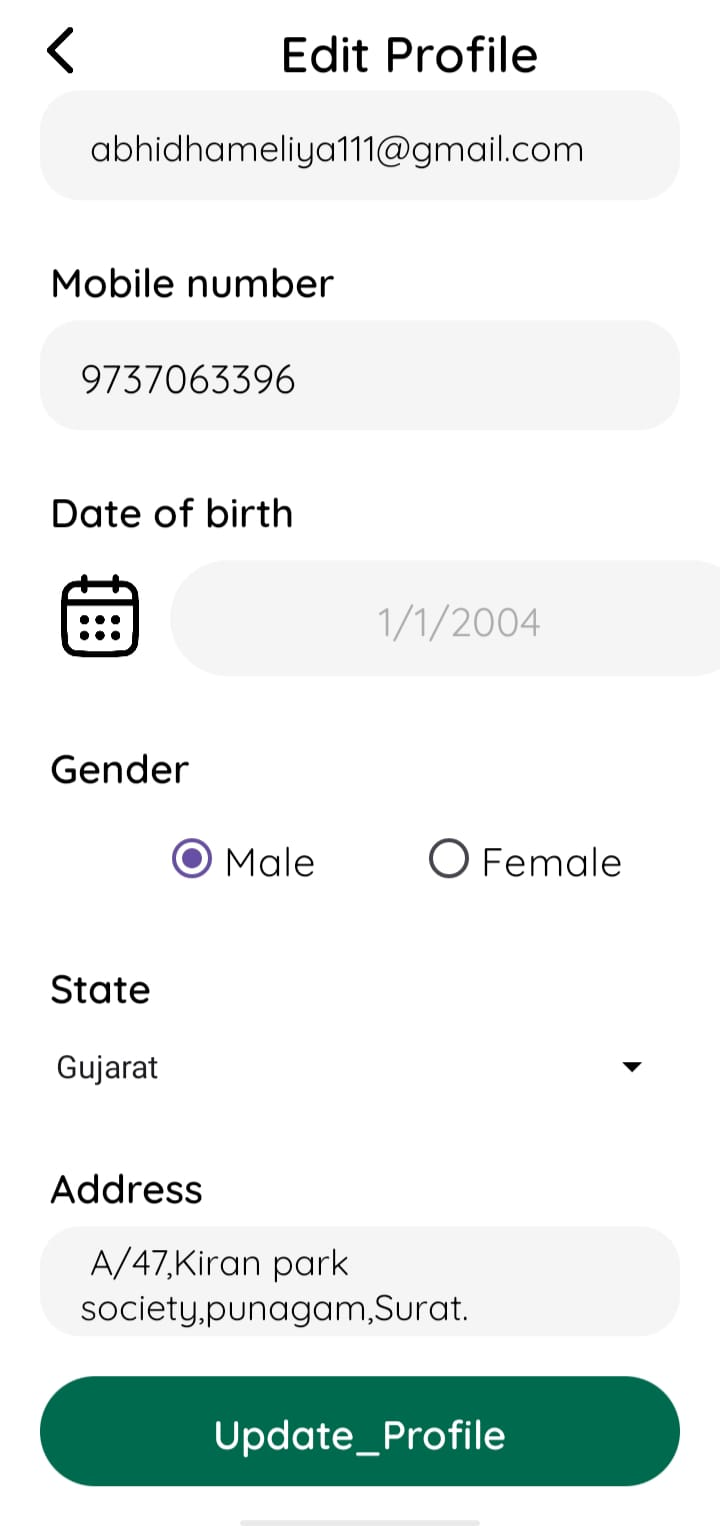 Edit Profile
abhidhameliya111@gmail.com
Mobile number
9737063396
Date of birth
1/1/2004
Gender
Male
Female
State
Gujarat
Address
A/47,Kiran park
society,punagam,Surat.
Update_Profile